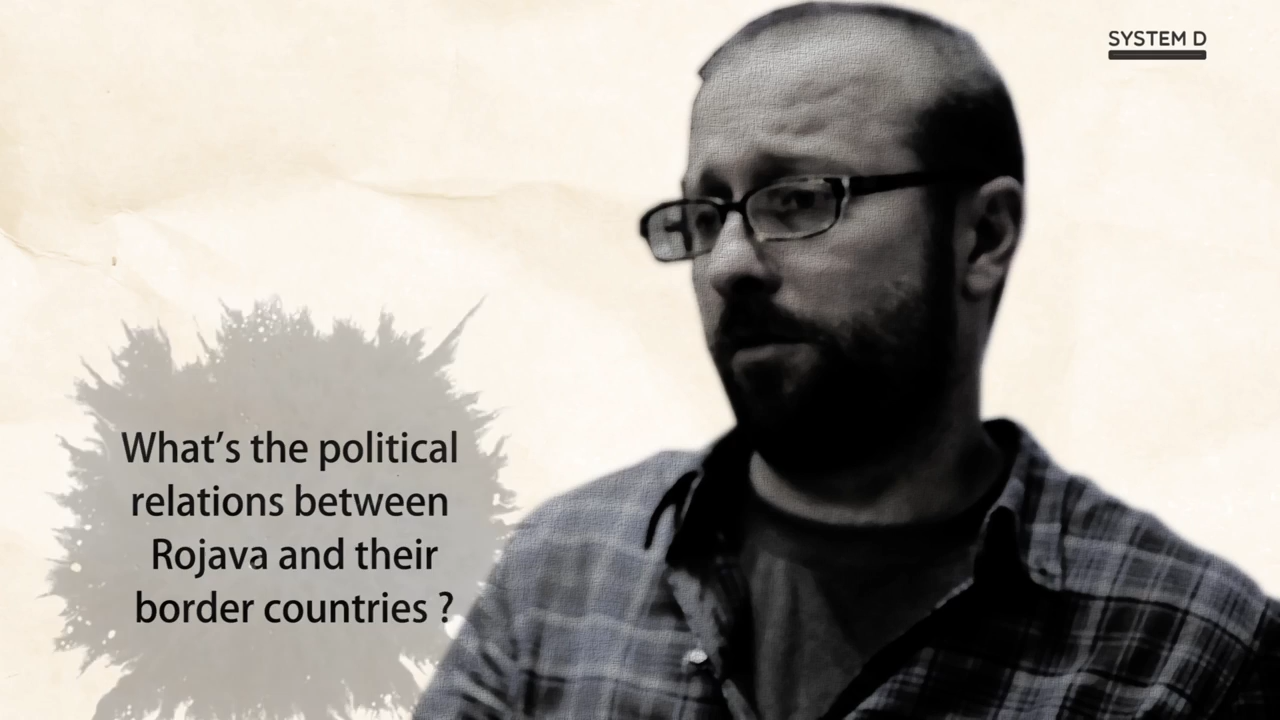 SYSTEM D
What's the political
relations between
Rojava and their
border countries ?